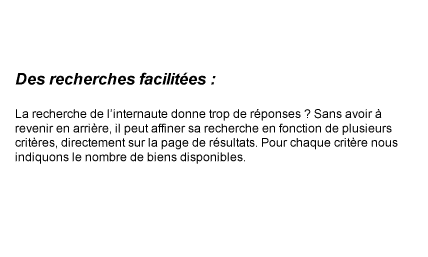 Des recherches facilitées :
La recherche de l’internaute donne trop de réponses ? Sans avoir à
revenir en arrière, il peut affiner sa recherche en fonction de plusieurs
critères, directement sur la page de résultats. Pour chaque critère nous
indiquons le nombre de biens disponibles.